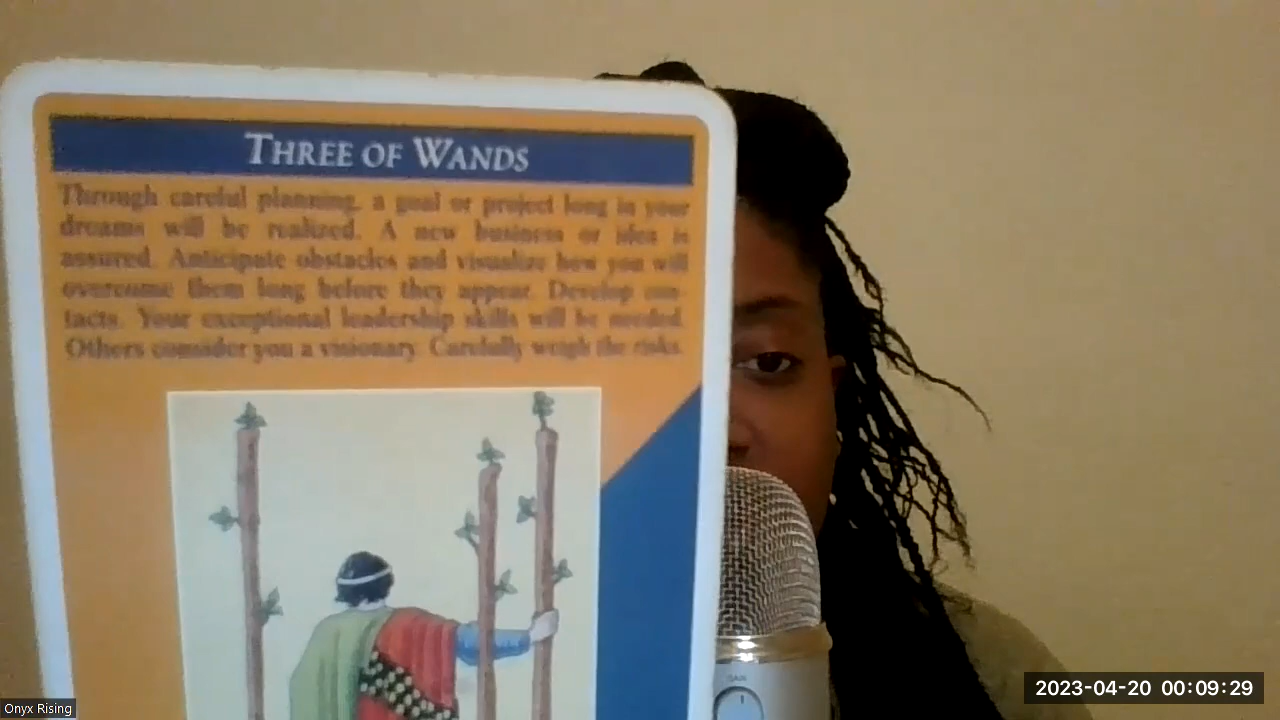 THREE OF WANDS
Through careful planning, a goal or project long in your
dreams will be realized. A new business or idea is
assured. Anticipate obstacles and visualize how you will
overcome them long before they appear. Develop con-
tacts. Your exceptional leadership skills will be needed.
Others consider you a visionary. Carefully weigh the risks.
GAIN
Onyx Rising
2023-04-20 00:09:29